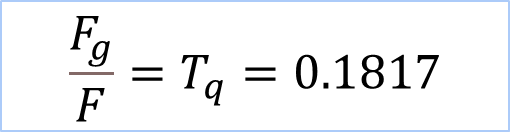 F_g/F = T_q = 0.1817